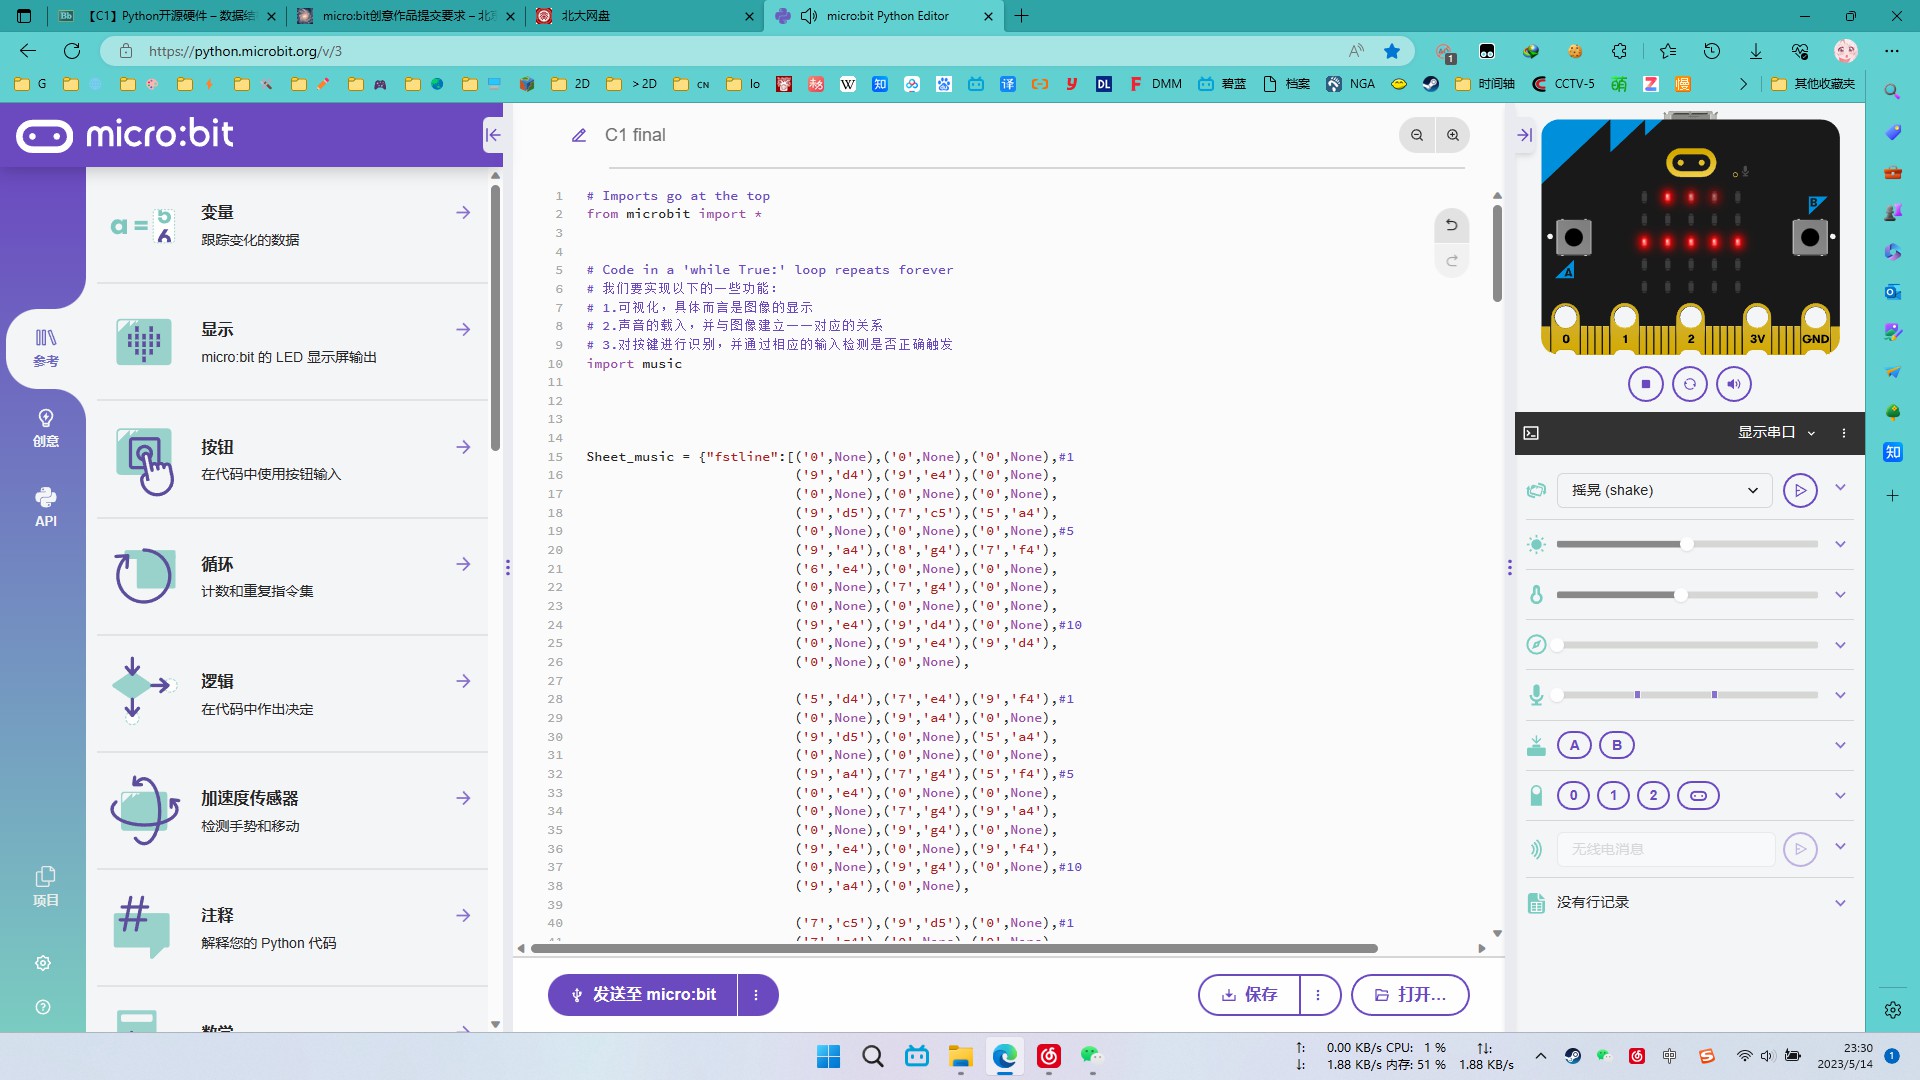 【C1】Python开源硬件 – 数据结
micro:bit创意作品提交要求 – 北
北大网盘
micro:bit Python Editor
https://python.microbit.org/v/3
G
2D
> 2D
CN
lo
DMM
碧蓝
档案
NGA
时间轴
CCTV-5
其他收藏夹
micro:bit
C1 final
参考
创意
API
项目
变量
跟踪变化的数据
显示
micro:bit 的 LED 显示屏输出
按钮
在代码中使用按钮输入
循环
计数和重复指令集
逻辑
在代码中作出决定
加速度传感器
检测手势和移动
注释
解释您的 Python 代码
数学
1 # Imports go at the top
2 from microbit import *
3
4
5 # Code in a 'while True:' loop repeats forever
6 # 我们要实现以下的一些功能:
7 # 1.可视化，具体而言是图像的显示
8 # 2.声音的载入，并与图像建立一一对应的关系
9 # 3.对按键进行识别，并通过相应的输入检测是否正确触发
10 import music
11
12
13
14
15 Sheet_music = {"fstline":[('0',None),('0',None),('0',None),#1
16 ('9','d4'),('9','e4'),('0',None),
17 ('0',None),('0',None),('0',None),
18 ('9','d5'),('7','c5'),('5','a4'),
19 ('0',None),('0',None),('0',None),#5
20 ('9','a4'),('8','g4'),('7','f4'),
21 ('6','e4'),('0',None),('0',None),
22 ('0',None),('7','g4'),('0',None),
23 ('0',None),('0',None),('0',None),
24 ('9','e4'),('9','d4'),('0',None),#10
25 ('0',None),('9','e4'),('9','d4'),
26 ('0',None),('0',None),
27
28 ('5','d4'),('7','e4'),('9','f4'),#1
29 ('0',None),('9','a4'),('0',None),
30 ('9','d5'),('0',None),('5','a4'),
31 ('0',None),('0',None),('0',None),
32 ('9','a4'),('7','g4'),('5','f4'),#5
33 ('0','e4'),('0',None),('0',None),
34 ('0',None),('7','g4'),('9','a4'),
35 ('0',None),('9','g4'),('0',None),
36 ('9','e4'),('0',None),('9','f4'),
37 ('0',None),('9','g4'),('0',None),#10
38 ('9','a4'),('0',None),
39
40 ('7','c5'),('9','d5'),('0',None),#1
发送至 micro:bit
保存
打开...
A
B
0 1 2 3V GND
显示串口
摇晃 (shake)
A B
0 1 2
无线电消息
没有行记录
↑: 0.00 KB/s CPU: 1 % ↑↓:
↓: 1.88 KB/s 内存: 51 % 1.88 KB/s
中
23:30
2023/5/14
1